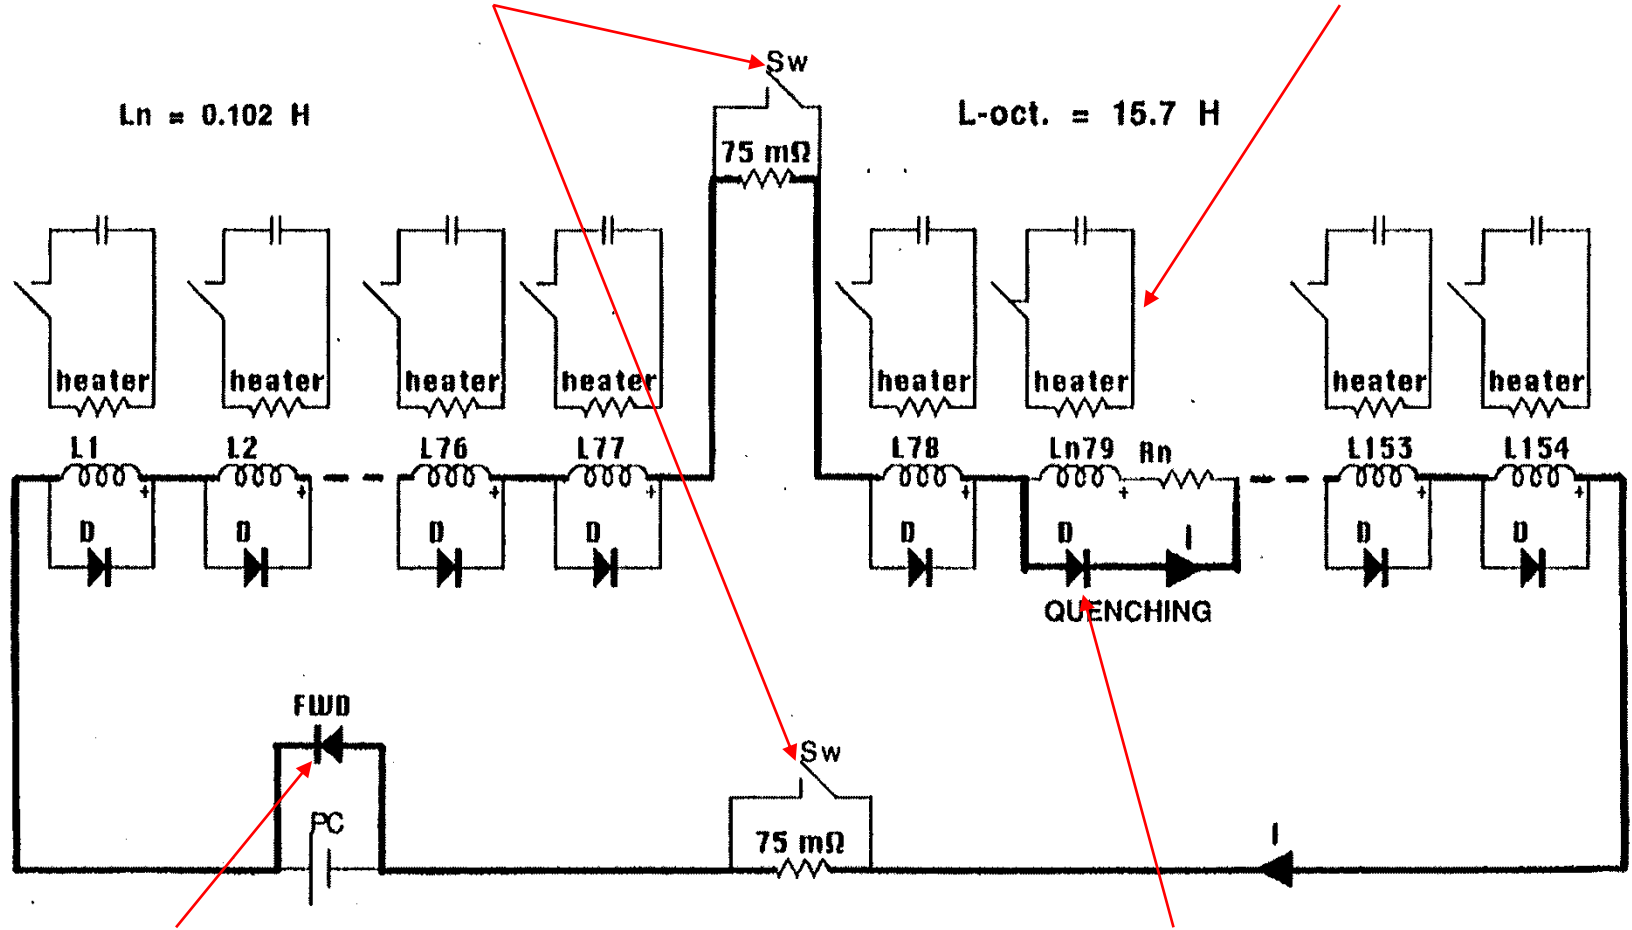 Sw
Ln = 0.102 H
L-oct. = 15.7 H
75 mΩ
heater
heater
heater
heater
heater
heater
heater
heater
L1
L2
L76
L77
L78
Ln79
Rn
L153
L154
+
+
+
+
+
+
+
+
D
D
D
D
D
D
I
D
D
QUENCHING
FWD
Sw
PC
75 mΩ
I